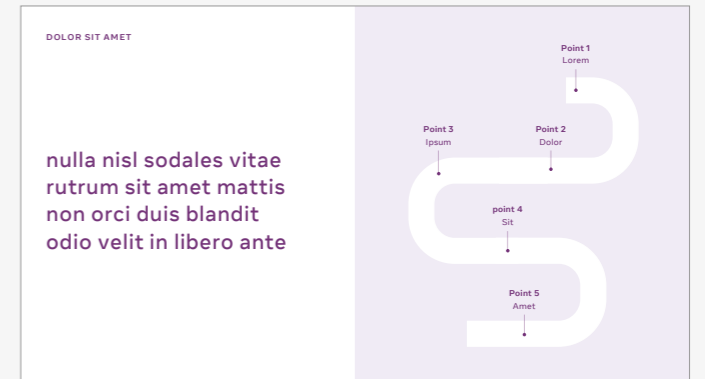 DOLOR SIT AMET
nulla nisl sodales vitae
rutrum sit amet mattis
non orci duis blandit
odio velit in libero ante
Point 1
Lorem
Point 2
Dolor
Point 3
Ipsum
point 4
Sit
Point 5
Amet